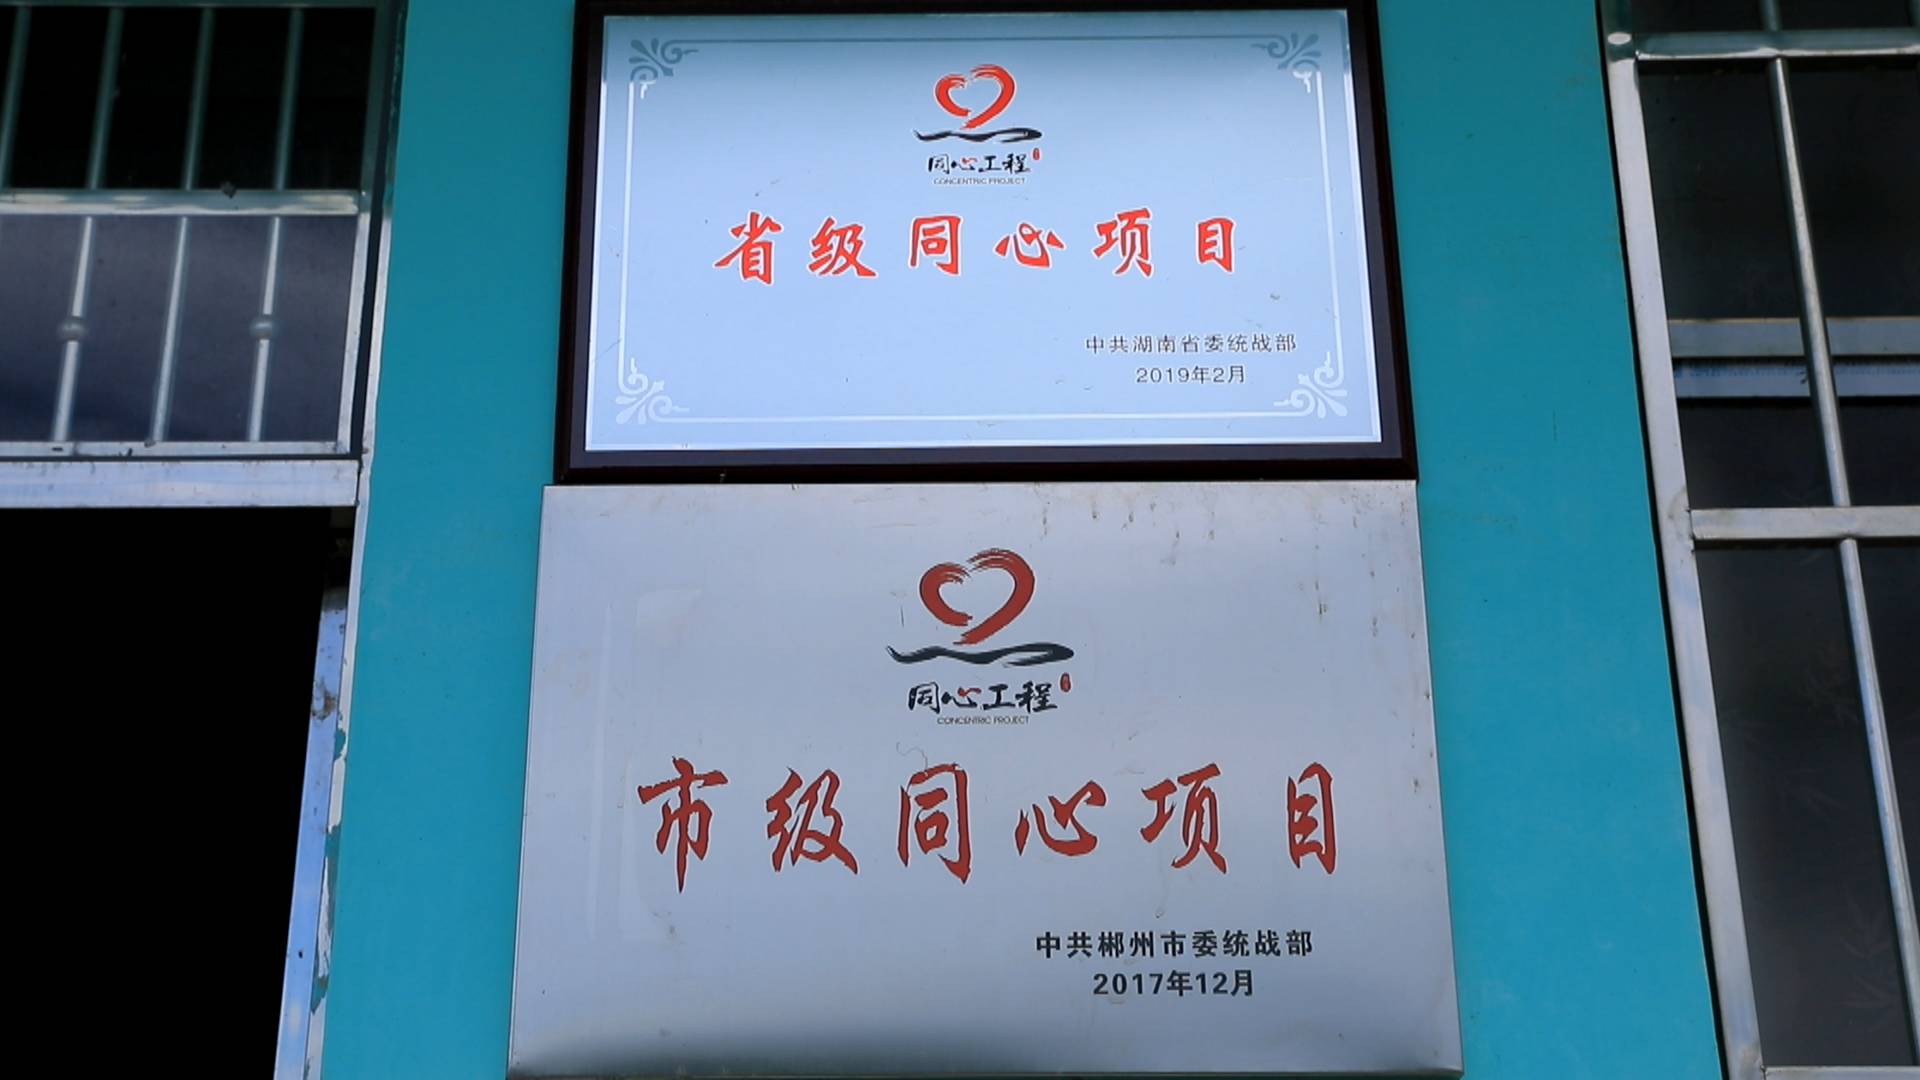 同心工程
CONCENTRIC PROJECT
省级同心项目
中共湖南省委统战部
2019年2月
同心工程
CONCENTRIC PROJECT
市级同心项目
中共郴州市委统战部
2017年12月